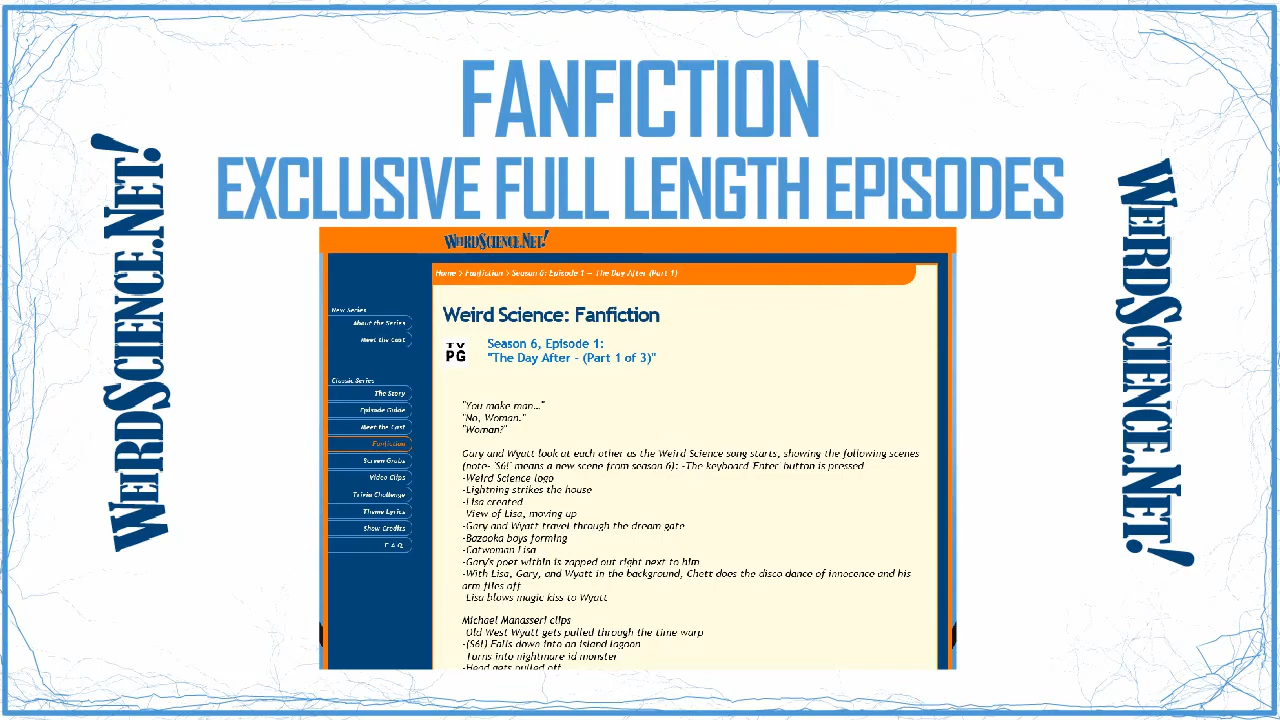 FANFICTION
EXCLUSIVE FULL LENGTH EPISODES
WEIRDSCIENCE.NET!
WEIRDSCIENCE.NET!
WEIRDSCIENCE.NET!
Home > Fanfiction > Season 6: Episode 1 - The Day After (Part 1)
New Series
About the Series
Meet the Cast
Classic Series
The Story
Episode Guide
Meet the Cast
Fanfiction
Screen Grabs
Video Clips
Trivia Challenge
Theme Lyrics
Show Credits
F.A.Q.
Weird Science: Fanfiction
TV
PG
Season 6, Episode 1:
"The Day After - (Part 1 of 3)"
"You make man..."
"No, Woman."
"Woman?"
Gary and Wyatt look at each other as the Weird Science song starts, showing the following scenes
(note- 'S6!' means a new scene from season 6): -The keyboard 'Enter' button is pressed
-Weird Science logo
-Lightning strikes the house
-Lisa created
-View of Lisa, moving up
-Gary and Wyatt travel through the dream gate
-Bazooka boys forming
-Catwoman Lisa
-Gary's poet within is zapped out right next to him
-With Lisa, Gary, and Wyatt in the background, Chett does the disco dance of innocence and his
arm flies off
-Lisa blows magic kiss to Wyatt
Michael Manasseri clips
-Old West Wyatt gets pulled through the time warp
-(S6!) Falls down into an island lagoon
-Turns into nightmare id monster
-Head gets pulled off